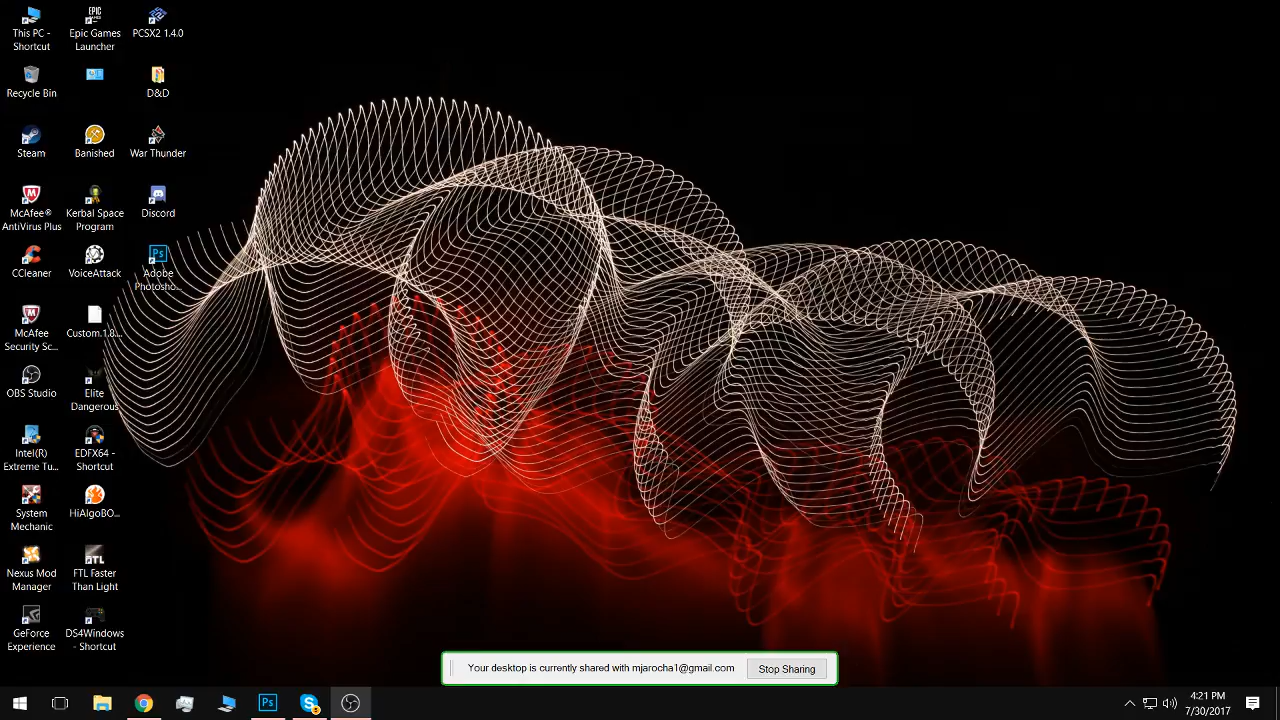 This PC -
Shortcut
Epic Games
Launcher
PCSX2 1.4.0
Recycle Bin
D&D
Steam
Banished
War Thunder
McAfee®
AntiVirus Plus
Kerbal Space
Program
Discord
CCleaner
VoiceAttack
Adobe
Photosho...
McAfee
Security Sc...
Custom.1.8....
OBS Studio
Elite
Dangerous
Intel(R)
Extreme Tu...
EDFX64 -
Shortcut
System
Mechanic
HiAlgoBO...
Nexus Mod
Manager
FTL Faster
Than Light
GeForce
Experience
DS4Windows
- Shortcut
Your desktop is currently shared with mjarocha1@gmail.com
Stop Sharing
4:21 PM
7/30/2017